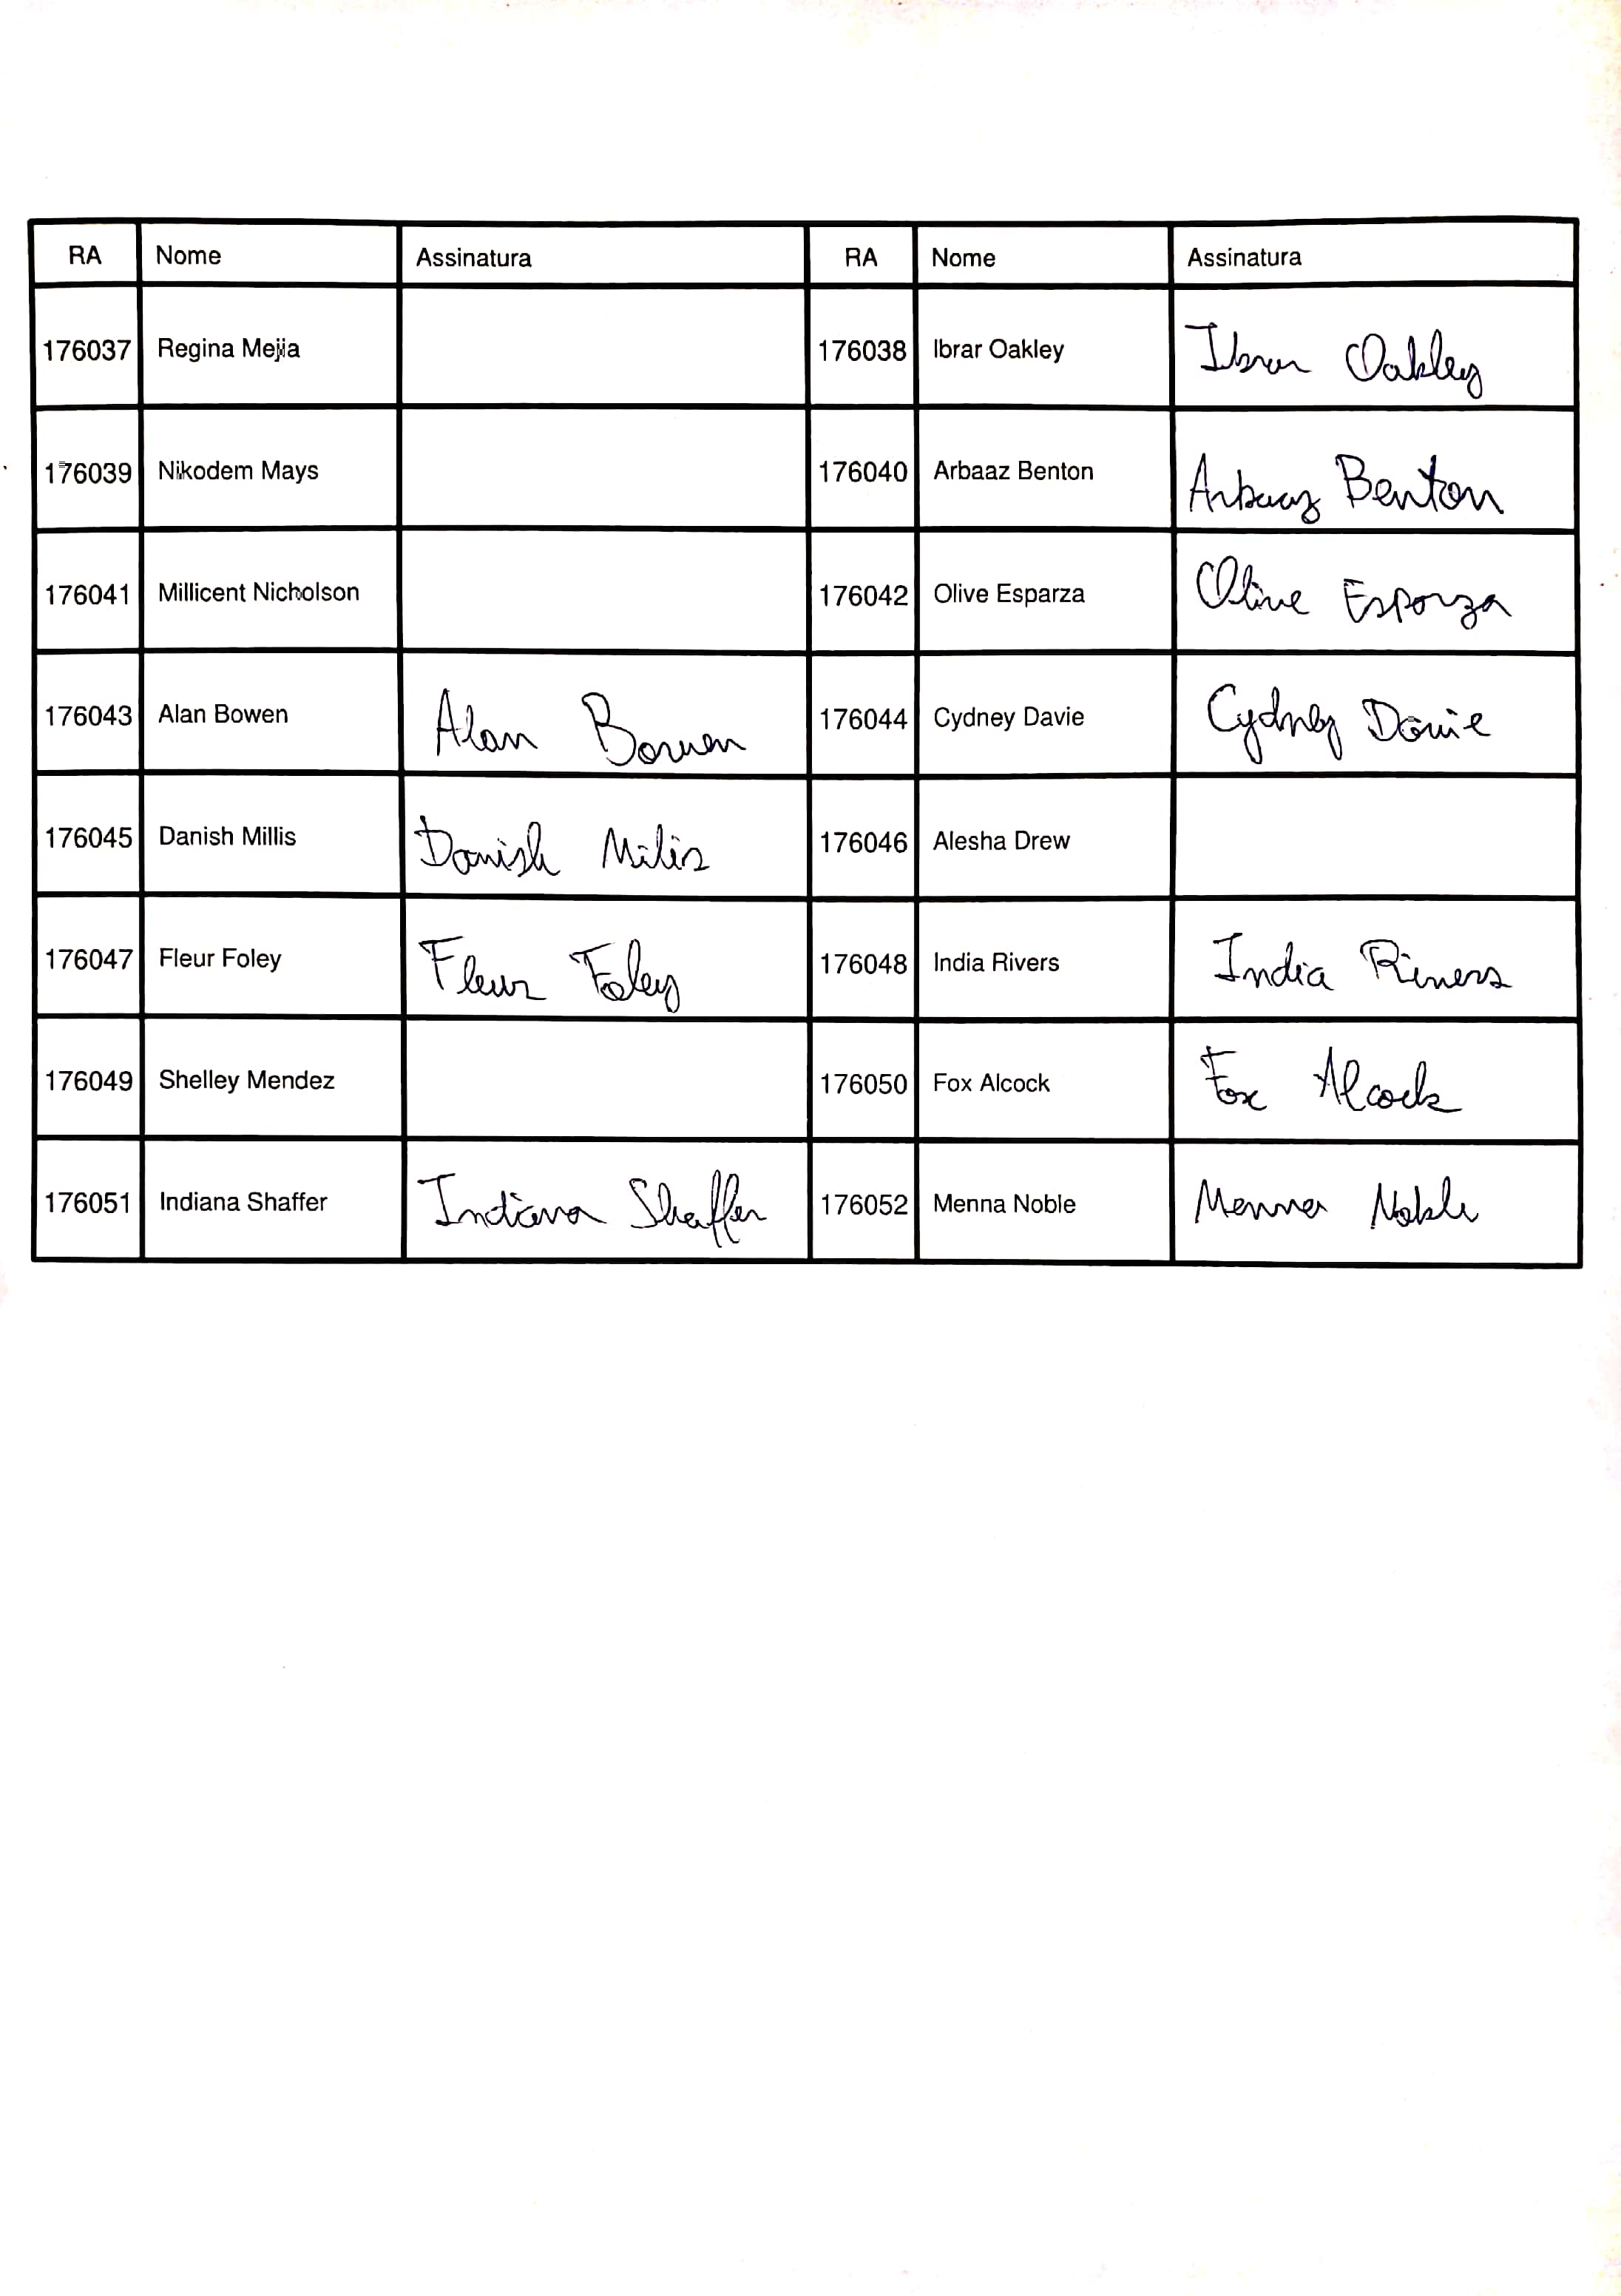 RA Nome Assinatura RA Nome Assinatura
176037 Regina Mejia 176038 Ibrar Oakley Ibrar Oakley
176039 Nikodem Mays 176040 Arbaaz Benton Arbaaz Benton
176041 Millicent Nicholson 176042 Olive Esparza Olive Esparza
176043 Alan Bowen Alan Bowen 176044 Cydney Davie Cydney Davie
176045 Danish Millis Danish Milis 176046 Alesha Drew
176047 Fleur Foley Fleur Foley 176048 India Rivers India Rivers
176049 Shelley Mendez 176050 Fox Alcock Fox Alcock
176051 Indiana Shaffer Indiana Shaffer 176052 Menna Noble Menna Noble